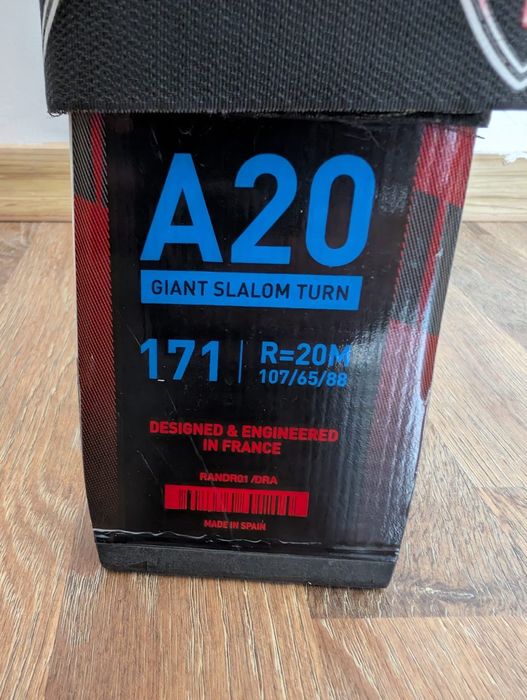 A20
GIANT SLALOM TURN
171 | R=20M
107/65/88
DESIGNED & ENGINEERED
IN FRANCE
RANDR01 /DRA
MADE IN SPAIN